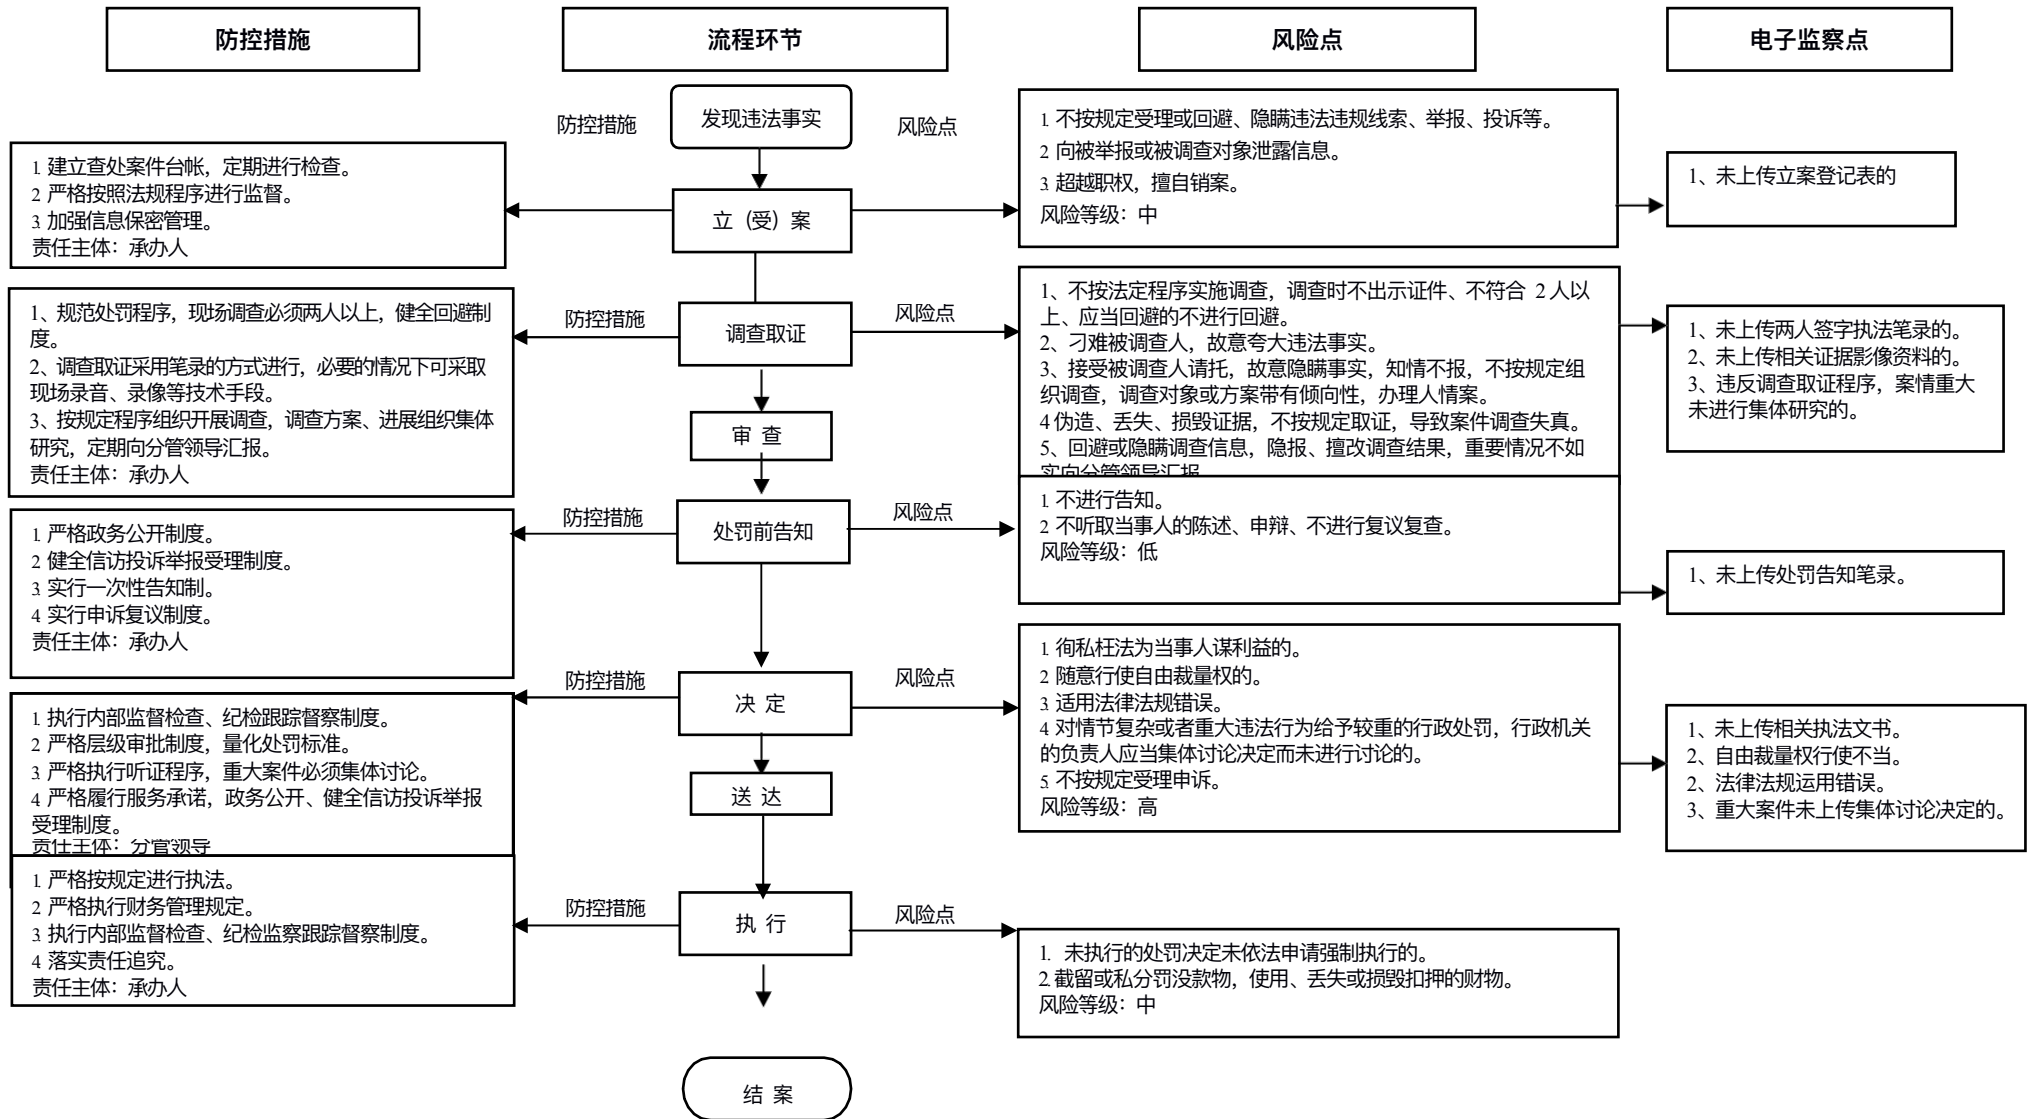 防控措施
流程环节
风险点
电子监察点
发现违法事实
防控措施
风险点
1. 建立查处案件台帐，定期进行检查。
2. 严格按照法规程序进行监督。
3. 加强信息保密管理。
责任主体：承办人
立（受）案
1. 不按规定受理或回避、隐瞒违法违规线索、举报、投诉等。
2. 向被举报或被调查对象泄露信息。
3. 超越职权，擅自销案。
风险等级：中
1、未上传立案登记表的
1、规范处罚程序，现场调查必须两人以上，健全回避制
度。
2、调查取证采用笔录的方式进行，必要的情况下可采取
现场录音、录像等技术手段。
3、按规定程序组织开展调查，调查方案、进展组织集体
研究，定期向分管领导汇报。
责任主体：承办人
防控措施
调查取证
风险点
1、不按法定程序实施调查，调查时不出示证件、不符合 2 人以
上、应当回避的不进行回避。
2、刁难被调查人，故意夸大违法事实。
3、接受被调查人请托，故意隐瞒事实，知情不报，不按规定组
织调查，调查对象或方案带有倾向性，办理人情案。
4 伪造、丢失、损毁证据，不按规定取证，导致案件调查失真。
5、回避或隐瞒调查信息，隐报、擅改调查结果，重要情况不如
实向分管领导汇报
1、未上传两人签字执法笔录的。
2、未上传相关证据影像资料的。
3、违反调查取证程序，案情重大
未进行集体研究的。
审 查
1. 严格政务公开制度。
2. 健全信访投诉举报受理制度。
3. 实行一次性告知制。
4. 实行申诉复议制度。
责任主体：承办人
防控措施
处罚前告知
风险点
1. 不进行告知。
2. 不听取当事人的陈述、申辩、不进行复议复查。
风险等级：低
1、未上传处罚告知笔录。
1. 执行内部监督检查、纪检跟踪督察制度。
2. 严格层级审批制度，量化处罚标准。
3. 严格执行听证程序，重大案件必须集体讨论。
4. 严格履行服务承诺，政务公开、健全信访投诉举报
受理制度。
责任主体：分管领导
防控措施
决 定
风险点
1. 徇私枉法为当事人谋利益的。
2. 随意行使自由裁量权的。
3. 适用法律法规错误。
4. 对情节复杂或者重大违法行为给予较重的行政处罚，行政机关
的负责人应当集体讨论决定而未进行讨论的。
5. 不按规定受理申诉。
风险等级：高
1、未上传相关执法文书。
2、自由裁量权行使不当。
2、法律法规运用错误。
3、重大案件未上传集体讨论决定的。
送 达
1. 严格按规定进行执法。
2. 严格执行财务管理规定。
3. 执行内部监督检查、纪检监察跟踪督察制度。
4. 落实责任追究。
责任主体：承办人
防控措施
执 行
风险点
1. 未执行的处罚决定未依法申请强制执行的。
2.截留或私分罚没款物，使用、丢失或损毁扣押的财物。
风险等级：中
结 案